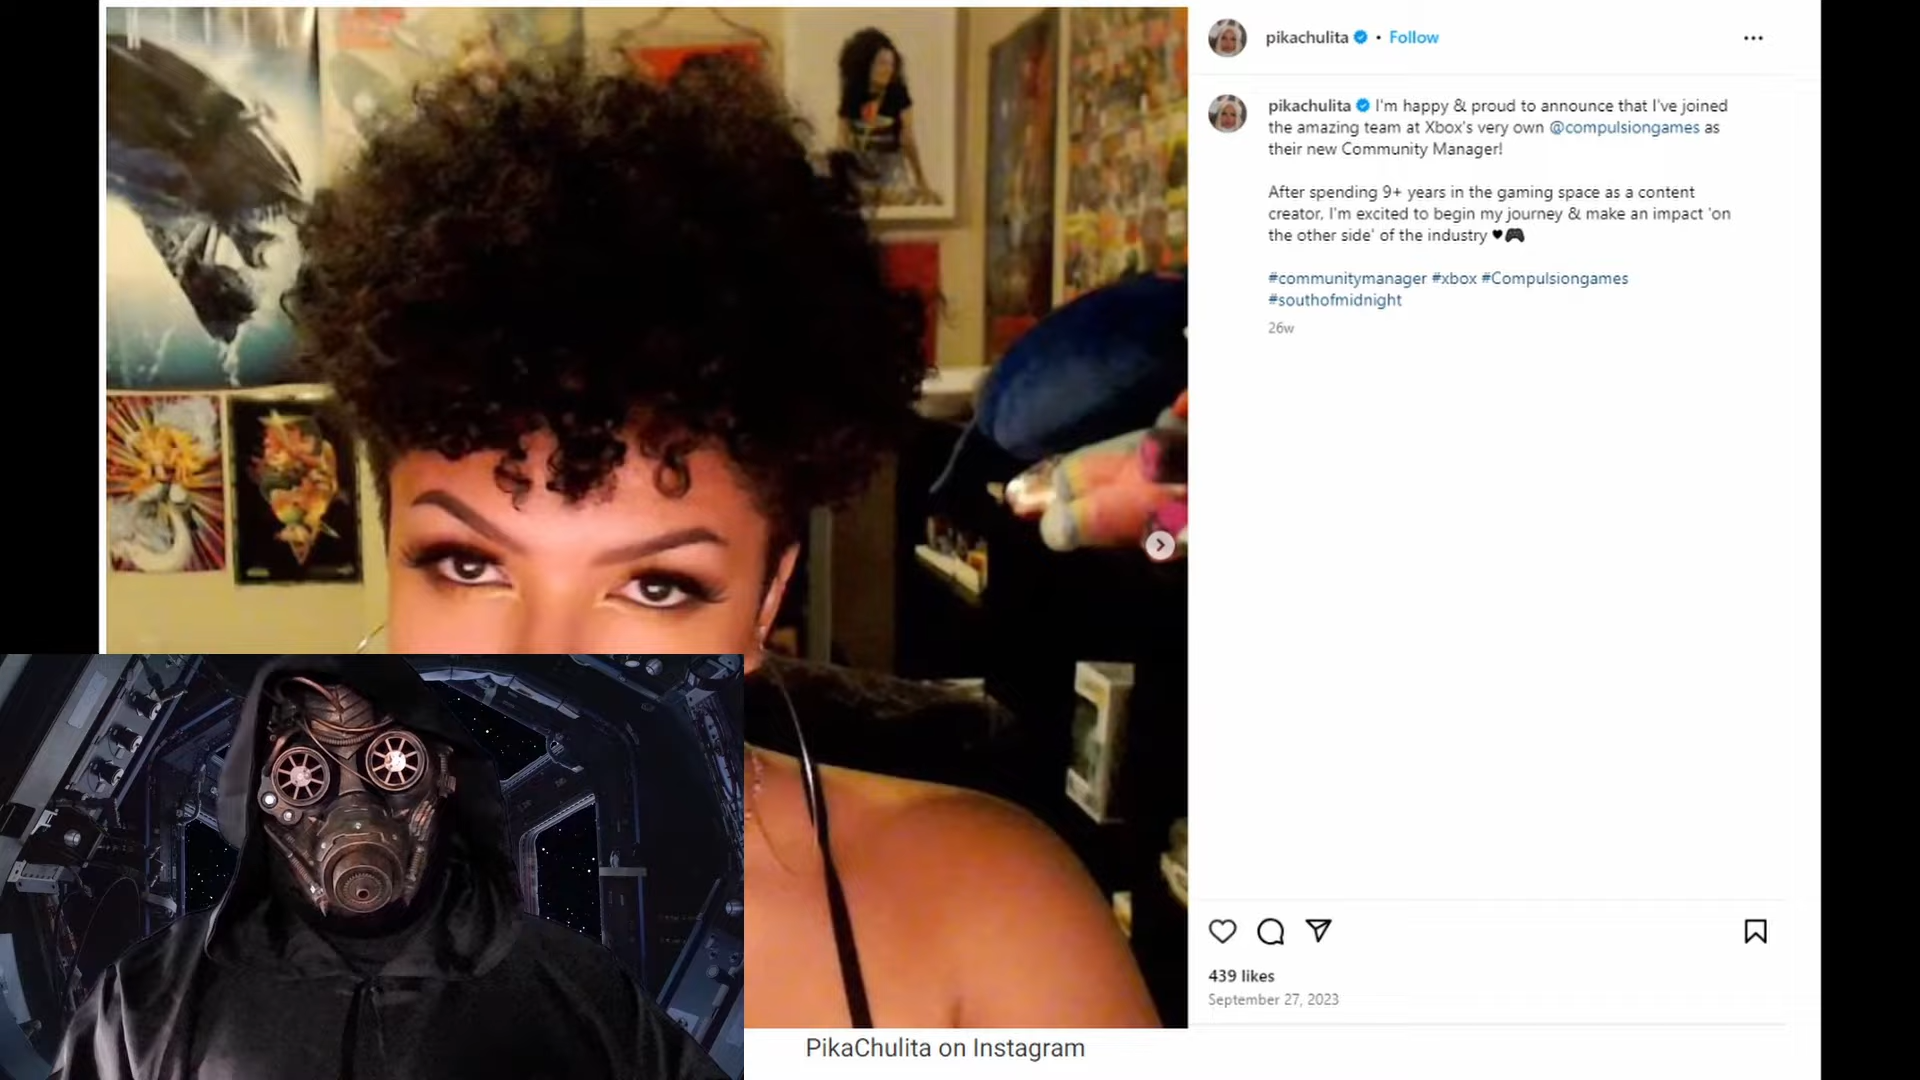 pikachulita • Follow
pikachulita I'm happy & proud to announce that I've joined
the amazing team at Xbox's very own @compulsiongames as
their new Community Manager!
After spending 9+ years in the gaming space as a content
creator, I'm excited to begin my journey & make an impact 'on
the other side' of the industry 🖤🎮
#communitymanager #xbox #Compulsiongames
#southofmidnight
26w
439 likes
September 27, 2023
PikaChulita on Instagram